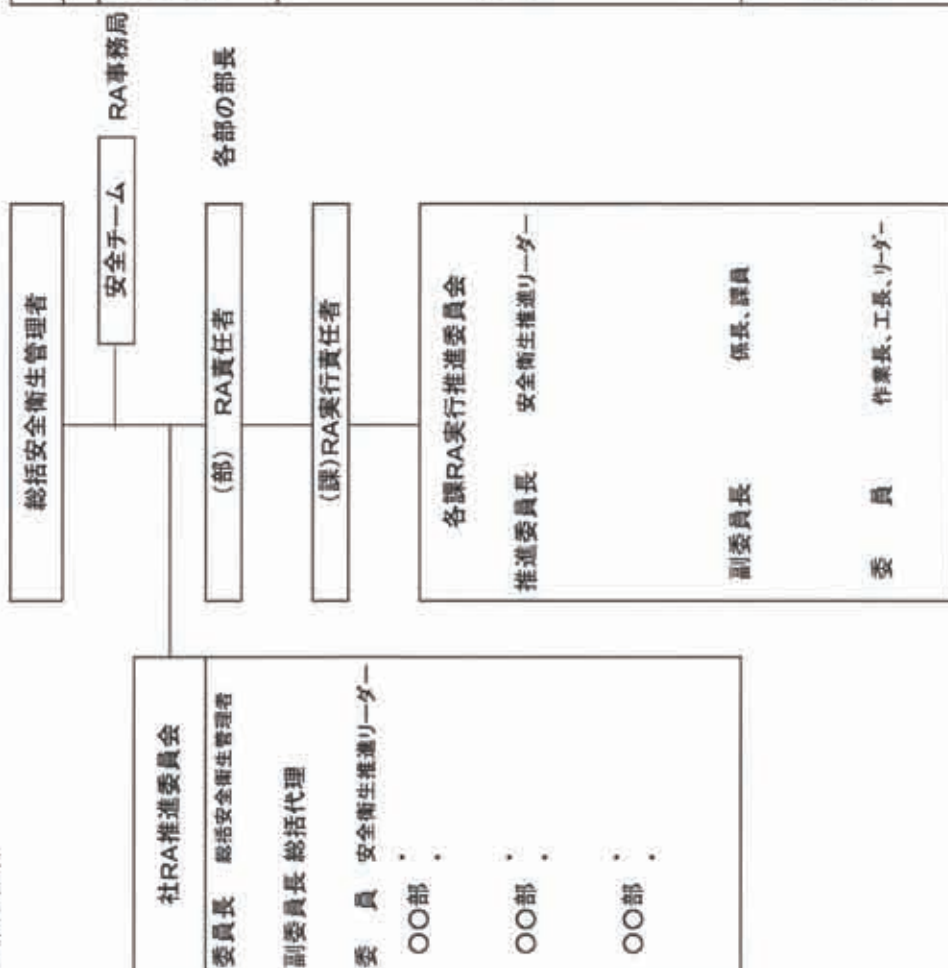 総括安全衛生管理者
安全チーム RA事務局
(部) RA責任者 各部の部長
(課)RA実行責任者
各課RA実行推進委員会
推進委員長 安全衛生推進リーダー
副委員長 係長、課員
委 員 作業長、工長、リーダー
社RA推進委員会
委員長 総括安全衛生管理者
副委員長 総括代理
委 員 安全衛生推進リーダー
〇〇部 ・
・
〇〇部 ・
・
〇〇部 ・
・